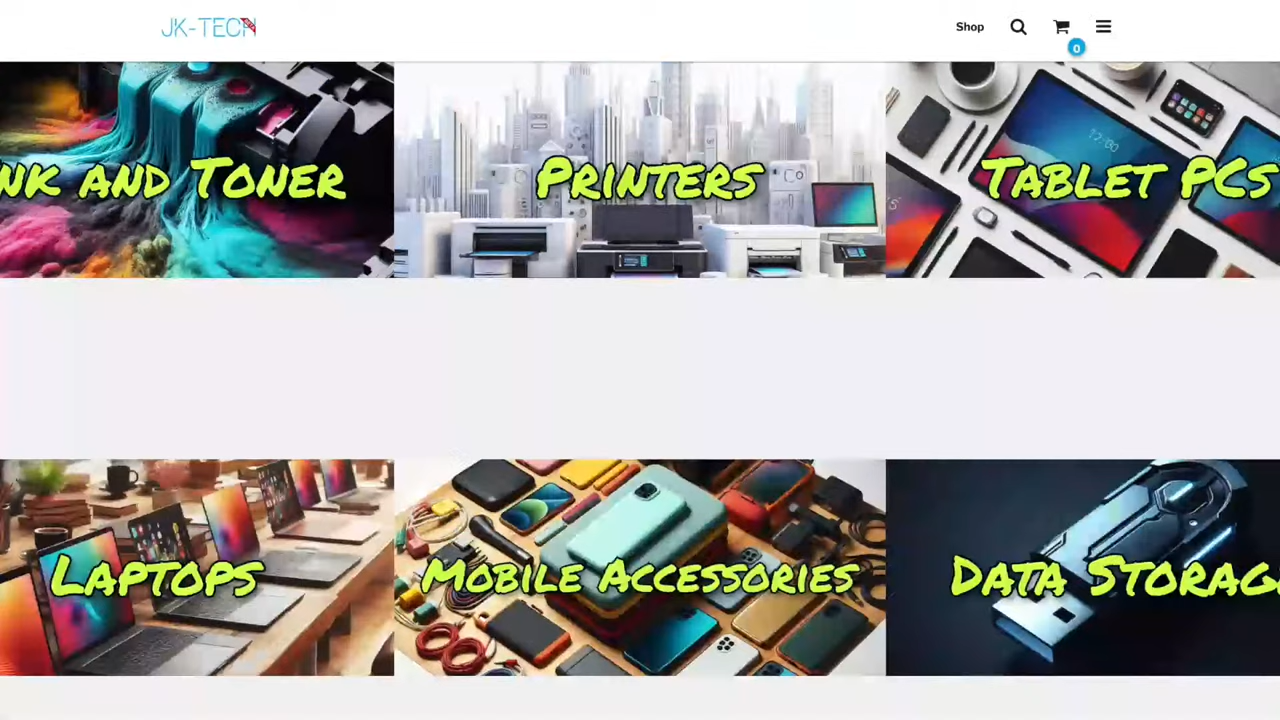 JK-TECH
Shop
0
nk and Toner
Printers
Tablet PCs
Laptops
Mobile Accessories
Data Storag